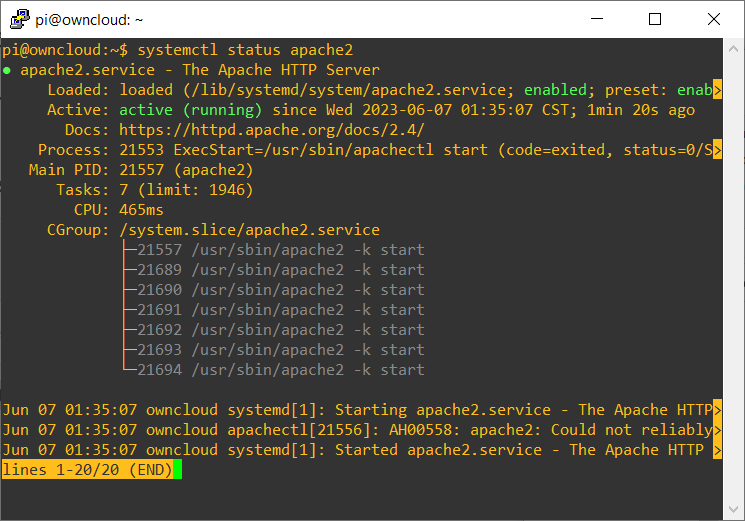 pi@owncloud: ~
pi@owncloud:~$ systemctl status apache2
● apache2.service - The Apache HTTP Server
     Loaded: loaded (/lib/systemd/system/apache2.service; enabled; preset: enab>
     Active: active (running) since Wed 2023-06-07 01:35:07 CST; 1min 20s ago
       Docs: https://httpd.apache.org/docs/2.4/
    Process: 21553 ExecStart=/usr/sbin/apachectl start (code=exited, status=0/S>
   Main PID: 21557 (apache2)
      Tasks: 7 (limit: 1946)
        CPU: 465ms
     CGroup: /system.slice/apache2.service
             ├─21557 /usr/sbin/apache2 -k start
             ├─21689 /usr/sbin/apache2 -k start
             ├─21690 /usr/sbin/apache2 -k start
             ├─21691 /usr/sbin/apache2 -k start
             ├─21692 /usr/sbin/apache2 -k start
             ├─21693 /usr/sbin/apache2 -k start
             └─21694 /usr/sbin/apache2 -k start
Jun 07 01:35:07 owncloud systemd[1]: Starting apache2.service - The Apache HTTP>
Jun 07 01:35:07 owncloud apachectl[21556]: AH00558: apache2: Could not reliably>
Jun 07 01:35:07 owncloud systemd[1]: Started apache2.service - The Apache HTTP >
lines 1-20/20 (END)